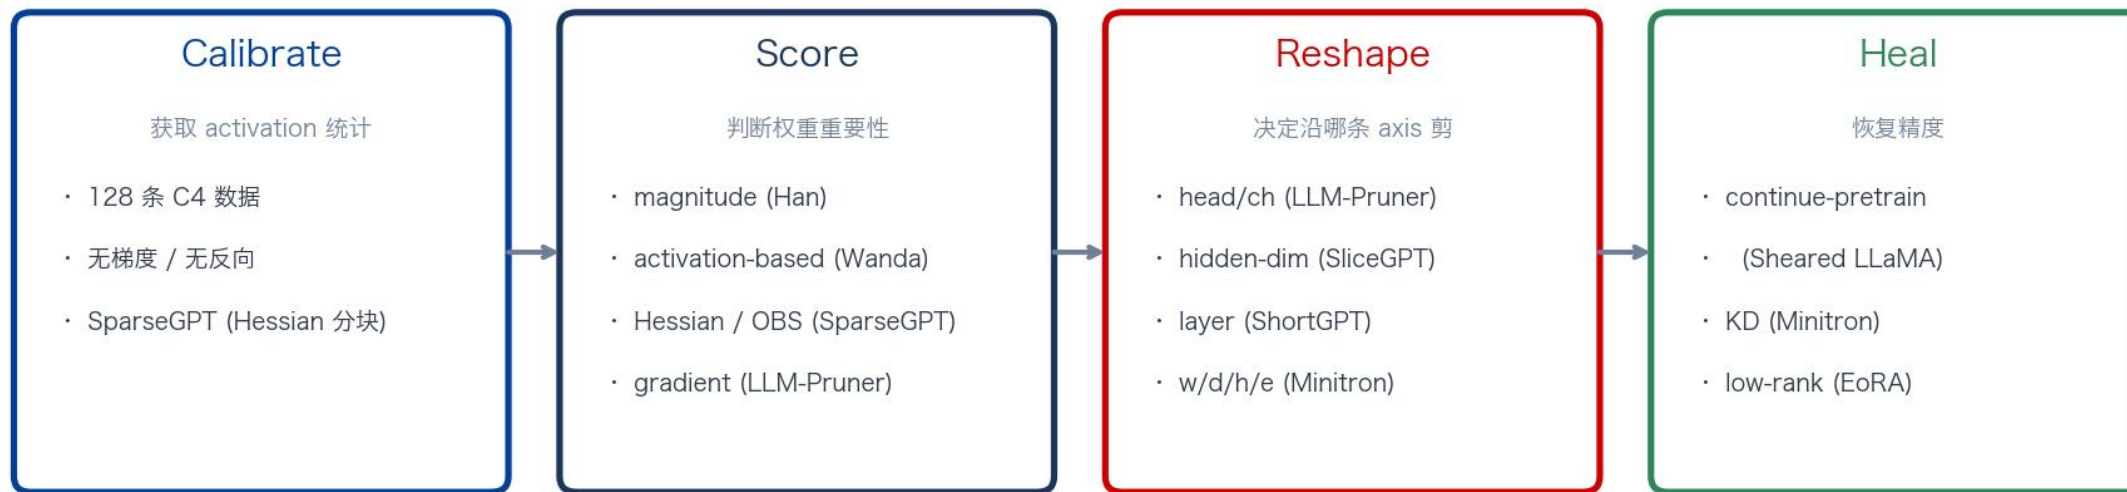 Calibrate
获取 activation 统计
· 128 条 C4 数据
· 无梯度 / 无反向
· SparseGPT (Hessian 分块)
Score
判断权重重要性
· magnitude (Han)
· activation-based (Wanda)
· Hessian / OBS (SparseGPT)
· gradient (LLM-Pruner)
Reshape
决定沿哪条 axis 剪
· head/ch (LLM-Pruner)
· hidden-dim (SliceGPT)
· layer (ShortGPT)
· w/d/h/e (Minitron)
Heal
恢复精度
· continue-pretrain
· (Sheared LLaMA)
· KD (Minitron)
· low-rank (EoRA)